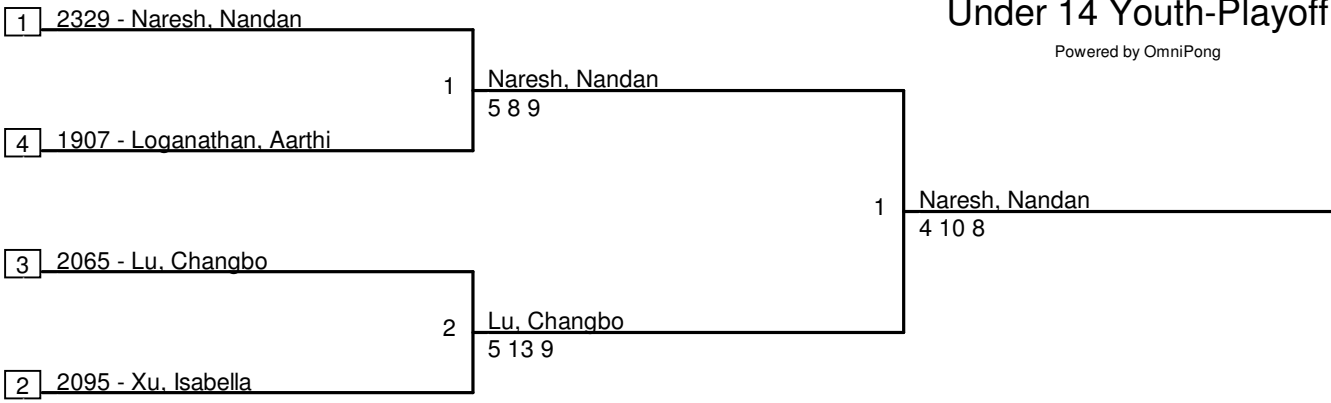 Under 14 Youth-Playoff
Powered by OmniPong
1 2329 - Naresh, Nandan
1 Naresh, Nandan
5 8 9
4 1907 - Loganathan, Aarthi
1 Naresh, Nandan
4 10 8
3 2065 - Lu, Changbo
2 Lu, Changbo
5 13 9
2 2095 - Xu, Isabella